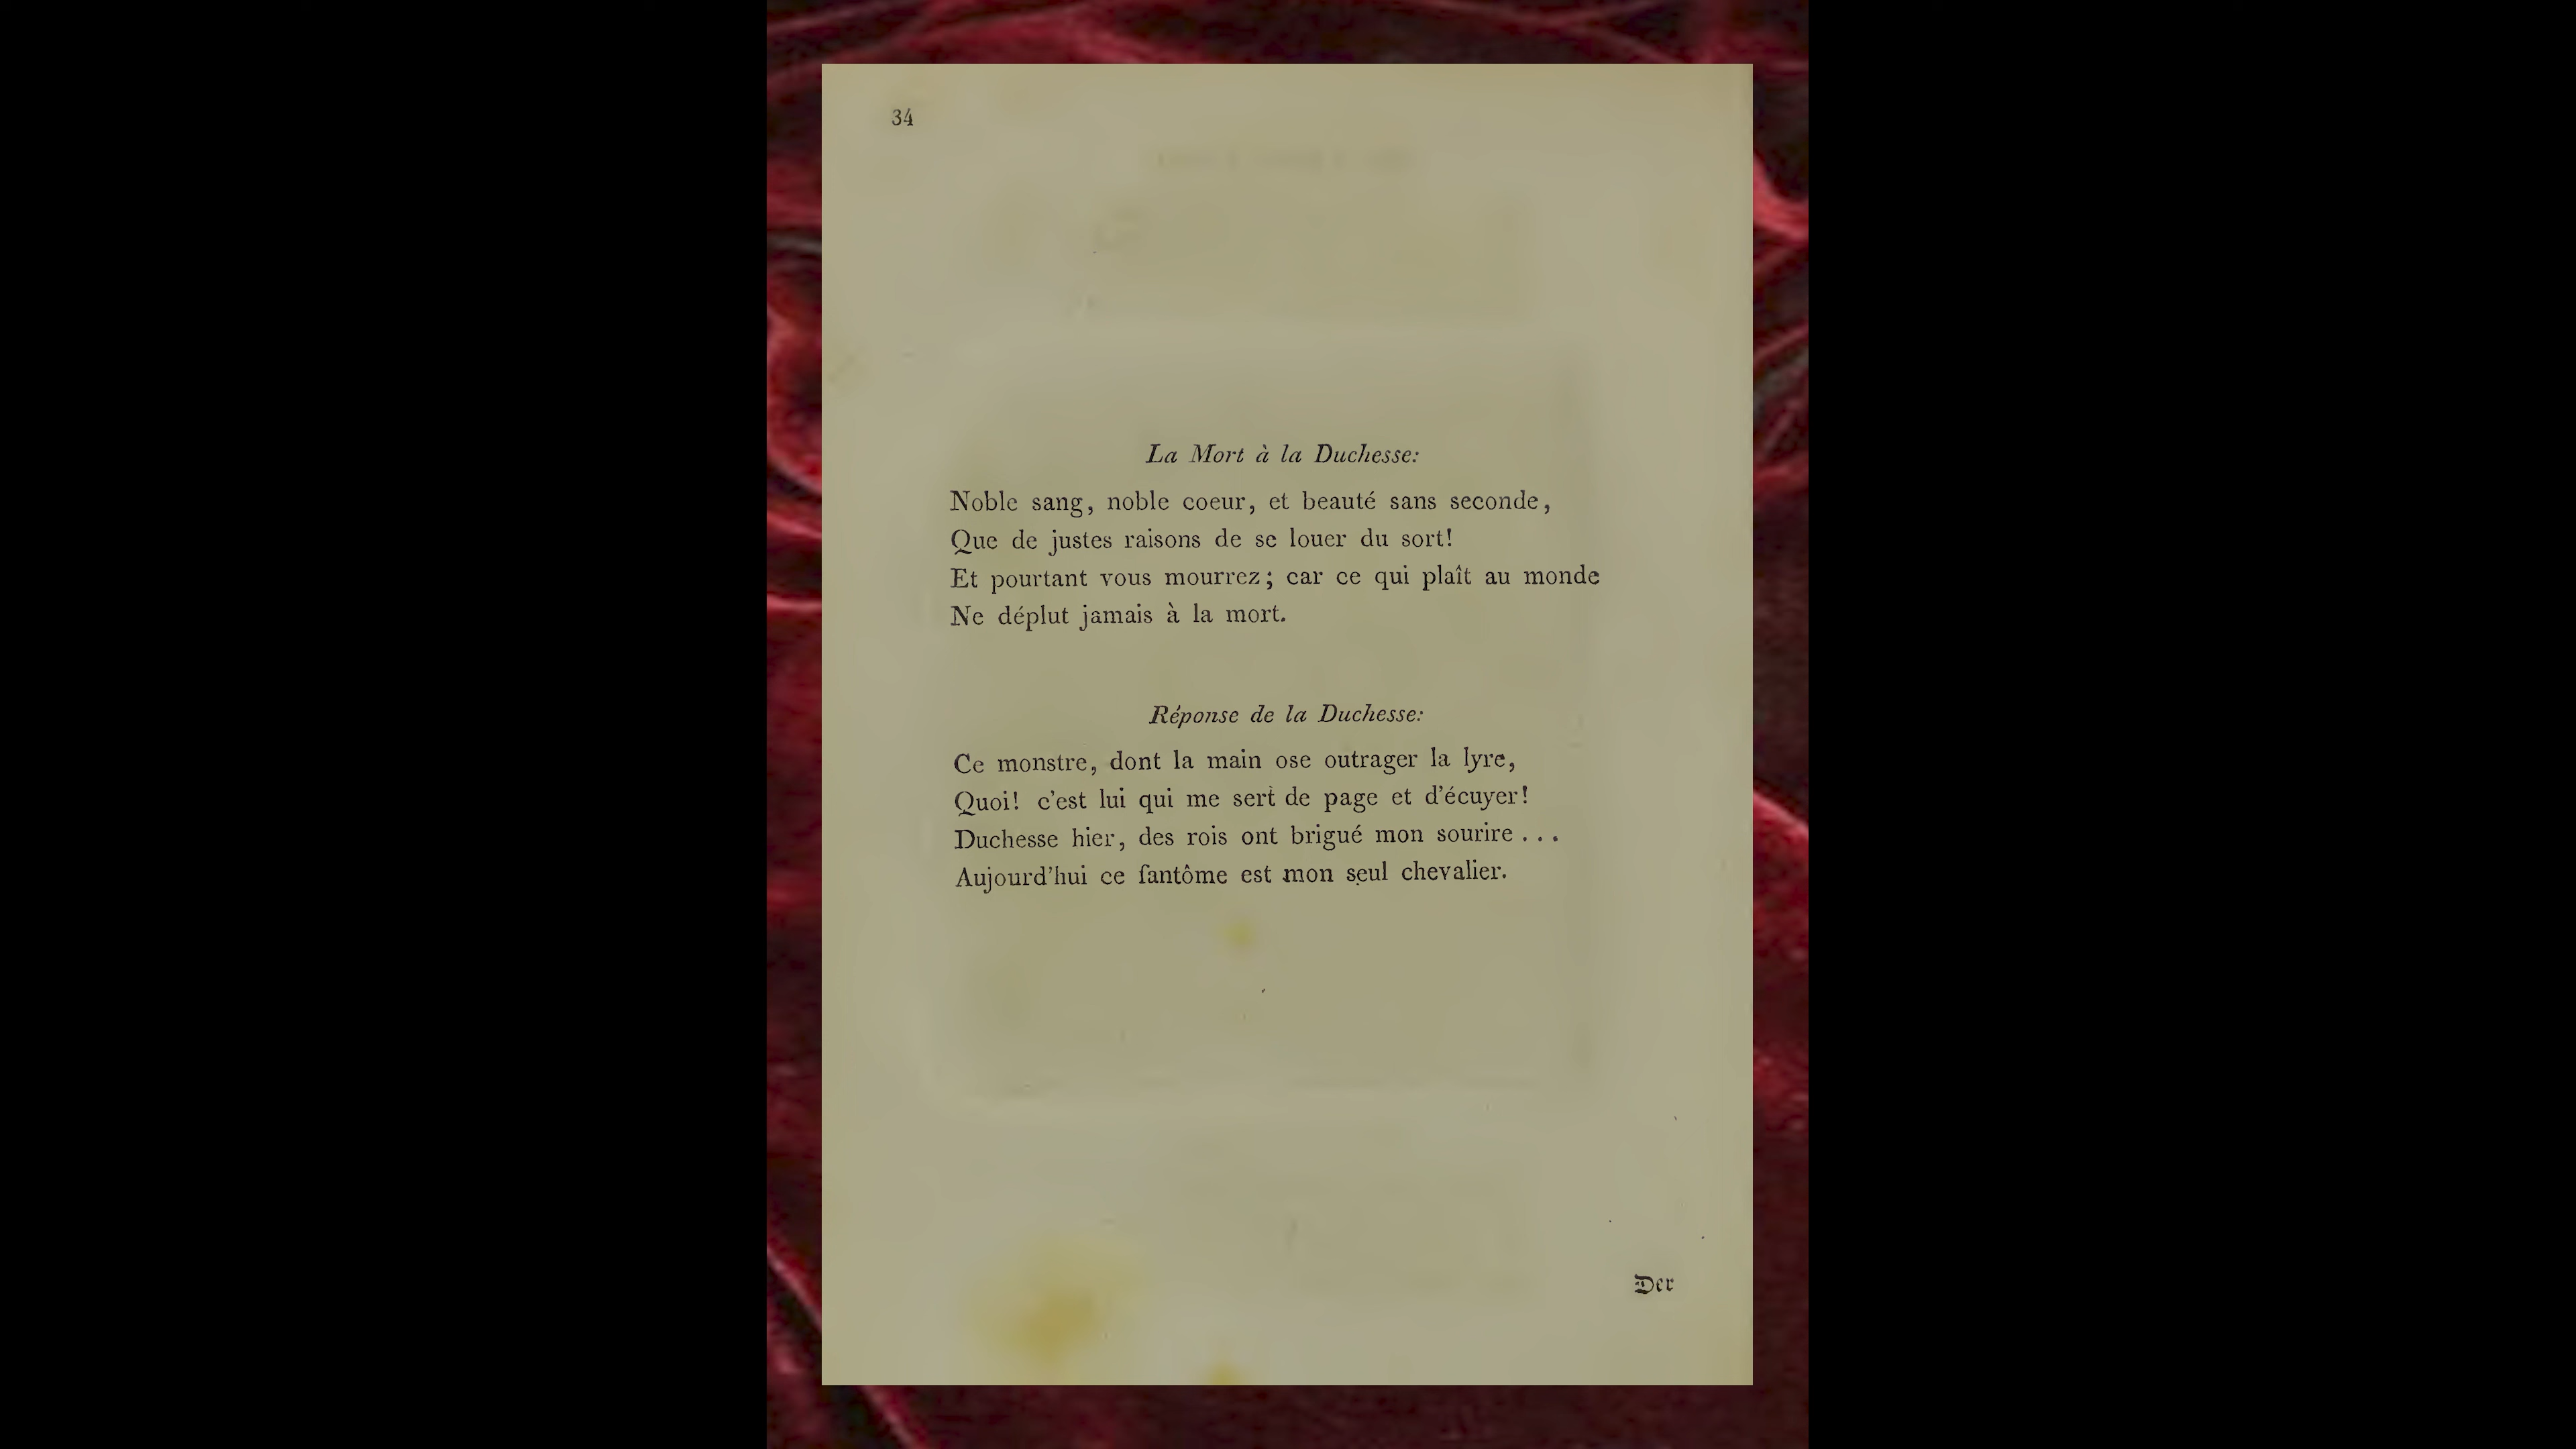 34
La Mort à la Duchesse:
Noble sang, noble coeur, et beauté sans seconde,
Que de justes raisons de se louer du sort!
Et pourtant vous mourrez; car ce qui plaît au monde
Ne déplut jamais à la mort.
Réponse de la Duchesse:
Ce monstre, dont la main ose outrager la lyre,
Quoi! c'est lui qui me sert de page et d'écuyer!
Duchesse hier, des rois ont brigué mon sourire...
Aujourd'hui ce fantôme est mon seul chevalier.
Der